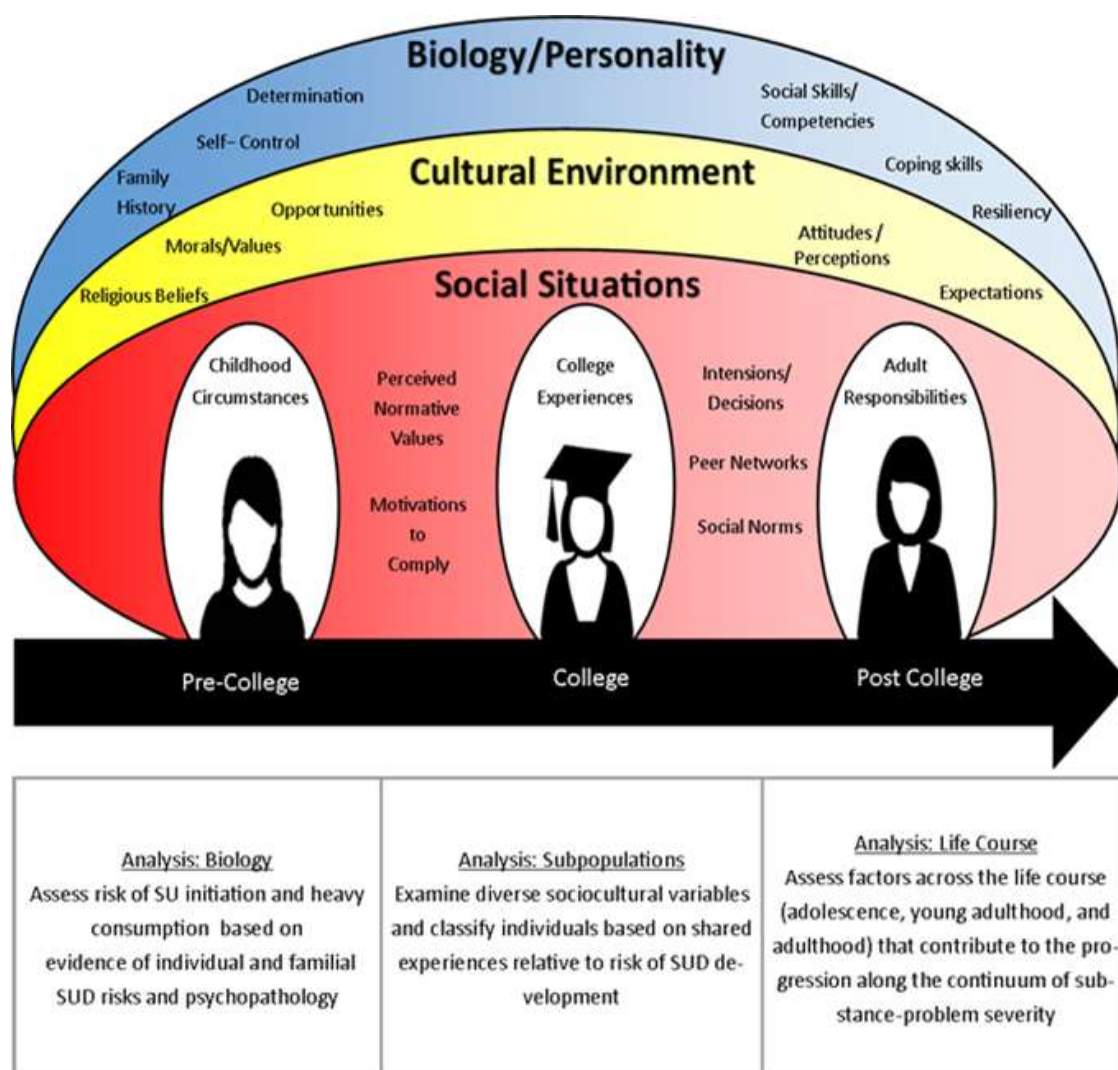 Biology/Personality
Determination
Social Skills/
Competencies
Self- Control
Coping skills
Family
History
Resiliency
Cultural Environment
Opportunities
Morals/Values
Attitudes /
Perceptions
Religious Beliefs
Expectations
Social Situations
Childhood
Circumstances
Perceived
Normative
Values
Motivations
to
Comply
College
Experiences
Intensions/
Decisions
Peer Networks
Social Norms
Adult
Responsibilities
Pre-College
College
Post College
Analysis: Biology
Assess risk of SU initiation and heavy
consumption based on
evidence of individual and familial
SUD risks and psychopathology
Analysis: Subpopulations
Examine diverse sociocultural variables
and classify individuals based on shared
experiences relative to risk of SUD de-
velopment
Analysis: Life Course
Assess factors across the life course
(adolescence, young adulthood, and
adulthood) that contribute to the pro-
gression along the continuum of sub-
stance-problem severity